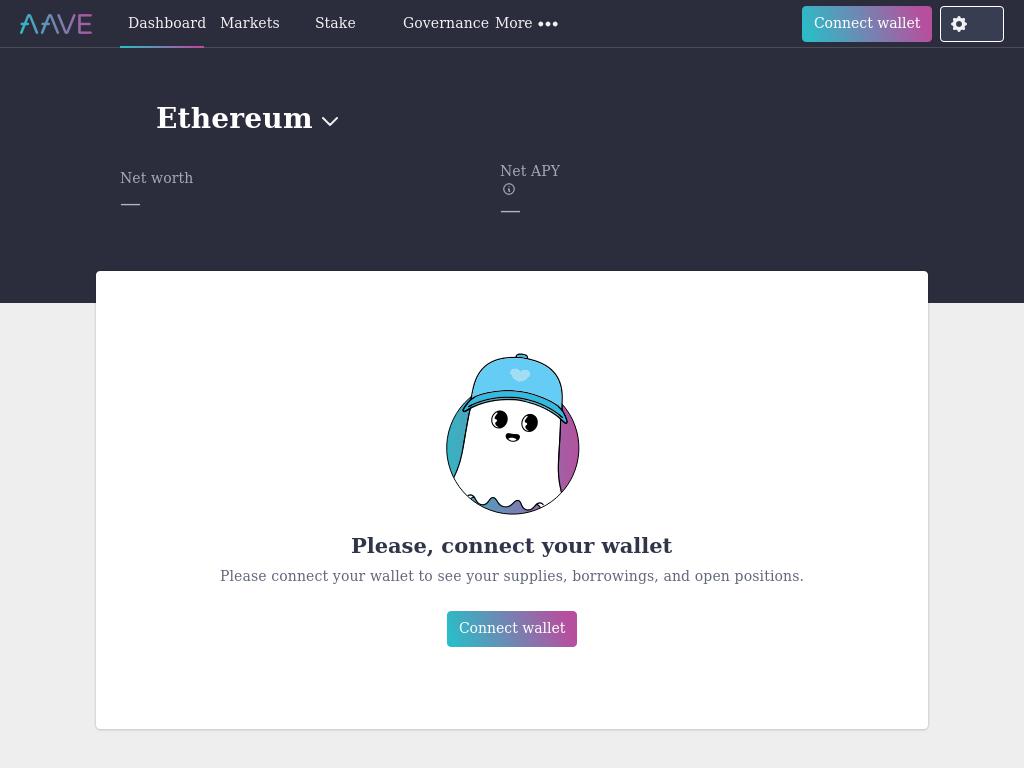 AAVE
Dashboard Markets Stake Governance More
Connect wallet
Ethereum
Net worth
—
Net APY
—
Please, connect your wallet
Please connect your wallet to see your supplies, borrowings, and open positions.
Connect wallet